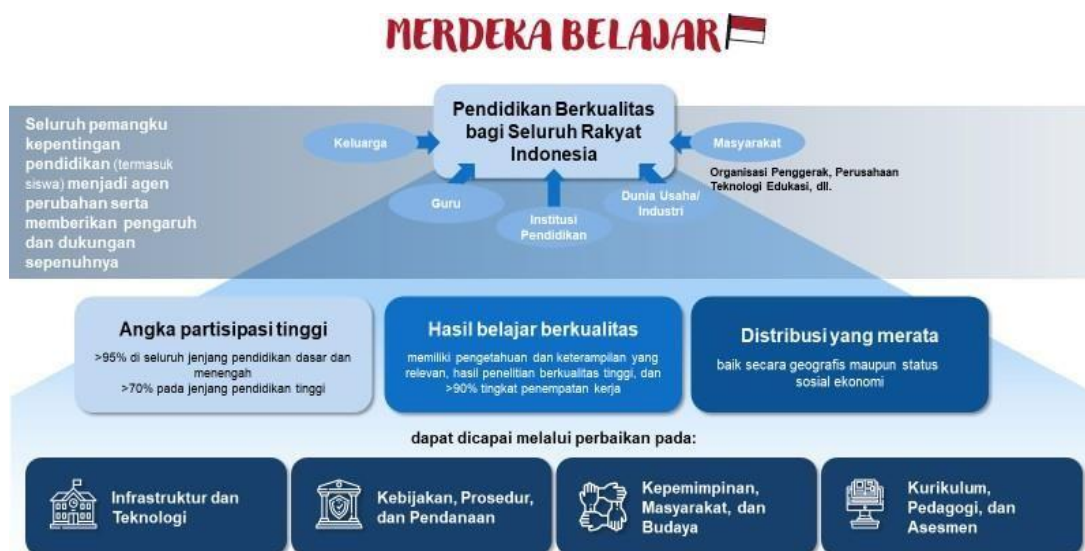 MERDEKA BELAJAR
Pendidikan Berkualitas
bagi Seluruh Rakyat
Indonesia
Seluruh pemangku
kepentingan
pendidikan (termasuk
siswa) menjadi agen
perubahan serta
memberikan pengaruh
dan dukungan
sepenuhnya
Keluarga
Guru
Institusi
Pendidikan
Dunia Usaha/
Industri
Masyarakat
Organisasi Penggerak, Perusahaan
Teknologi Edukasi, dll.
Angka partisipasi tinggi
>95% di seluruh jenjang pendidikan dasar dan
menengah
>70% pada jenjang pendidikan tinggi
Hasil belajar berkualitas
memiliki pengetahuan dan keterampilan yang
relevan, hasil penelitian berkualitas tinggi, dan
>90% tingkat penempatan kerja
Distribusi yang merata
baik secara geografis maupun status
sosial ekonomi
dapat dicapai melalui perbaikan pada:
Infrastruktur dan
Teknologi
Kebijakan, Prosedur,
dan Pendanaan
Kepemimpinan,
Masyarakat, dan
Budaya
Kurikulum,
Pedagogi, dan
Asesmen